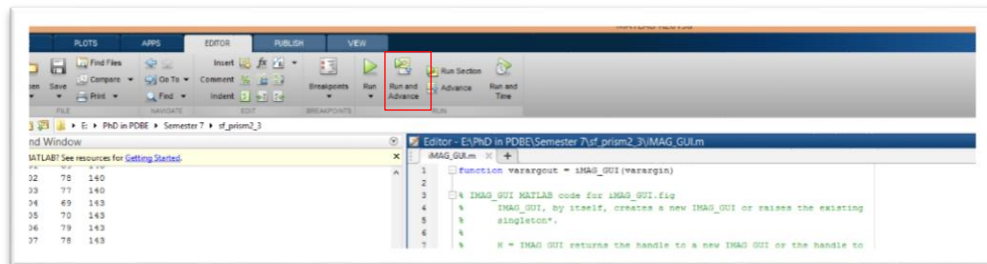 PLOTS APPS EDITOR PUBLISH VIEW
Find Files Insert fx
Compare Go To Comment Run Section
Save Breakpoints Run Run and Advance Run and
Print Find Indent Advance Time
FILE NAVIGATE EDIT BREAKPOINTS RUN
E: ▸ PhD in PDBE ▸ Semester 7 ▸ sf_prism2_3
nd Window
MATLAB? See resources for Getting Started.
02 78 140
03 77 140
04 69 143
05 70 143
06 79 143
07 78 143
Editor - E:\PhD in PDBE\Semester 7\sf_prism2_3\iMAG_GUI.m
iMAG_GUI.m × +
1 function varargout = iMAG_GUI(varargin)
2
3 % IMAG_GUI MATLAB code for iMAG_GUI.fig
4 % IMAG_GUI, by itself, creates a new IMAG_GUI or raises the existing
5 % singleton*.
6 %
7 % H = IMAG_GUI returns the handle to a new IMAG_GUI or the handle to